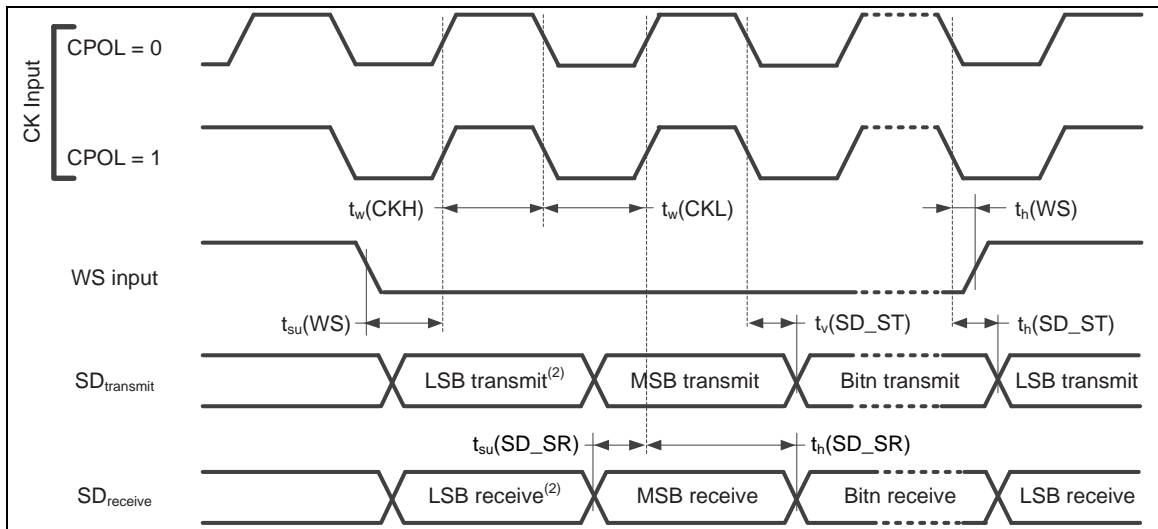 CK Input
CPOL = 0
CPOL = 1
tw(CKH) tw(CKL) th(WS)
WS input
tsu(WS) tv(SD_ST) th(SD_ST)
SDtransmit LSB transmit(2) MSB transmit Bitn transmit LSB transmit
tsu(SD_SR) th(SD_SR)
SDreceive LSB receive(2) MSB receive Bitn receive LSB receive